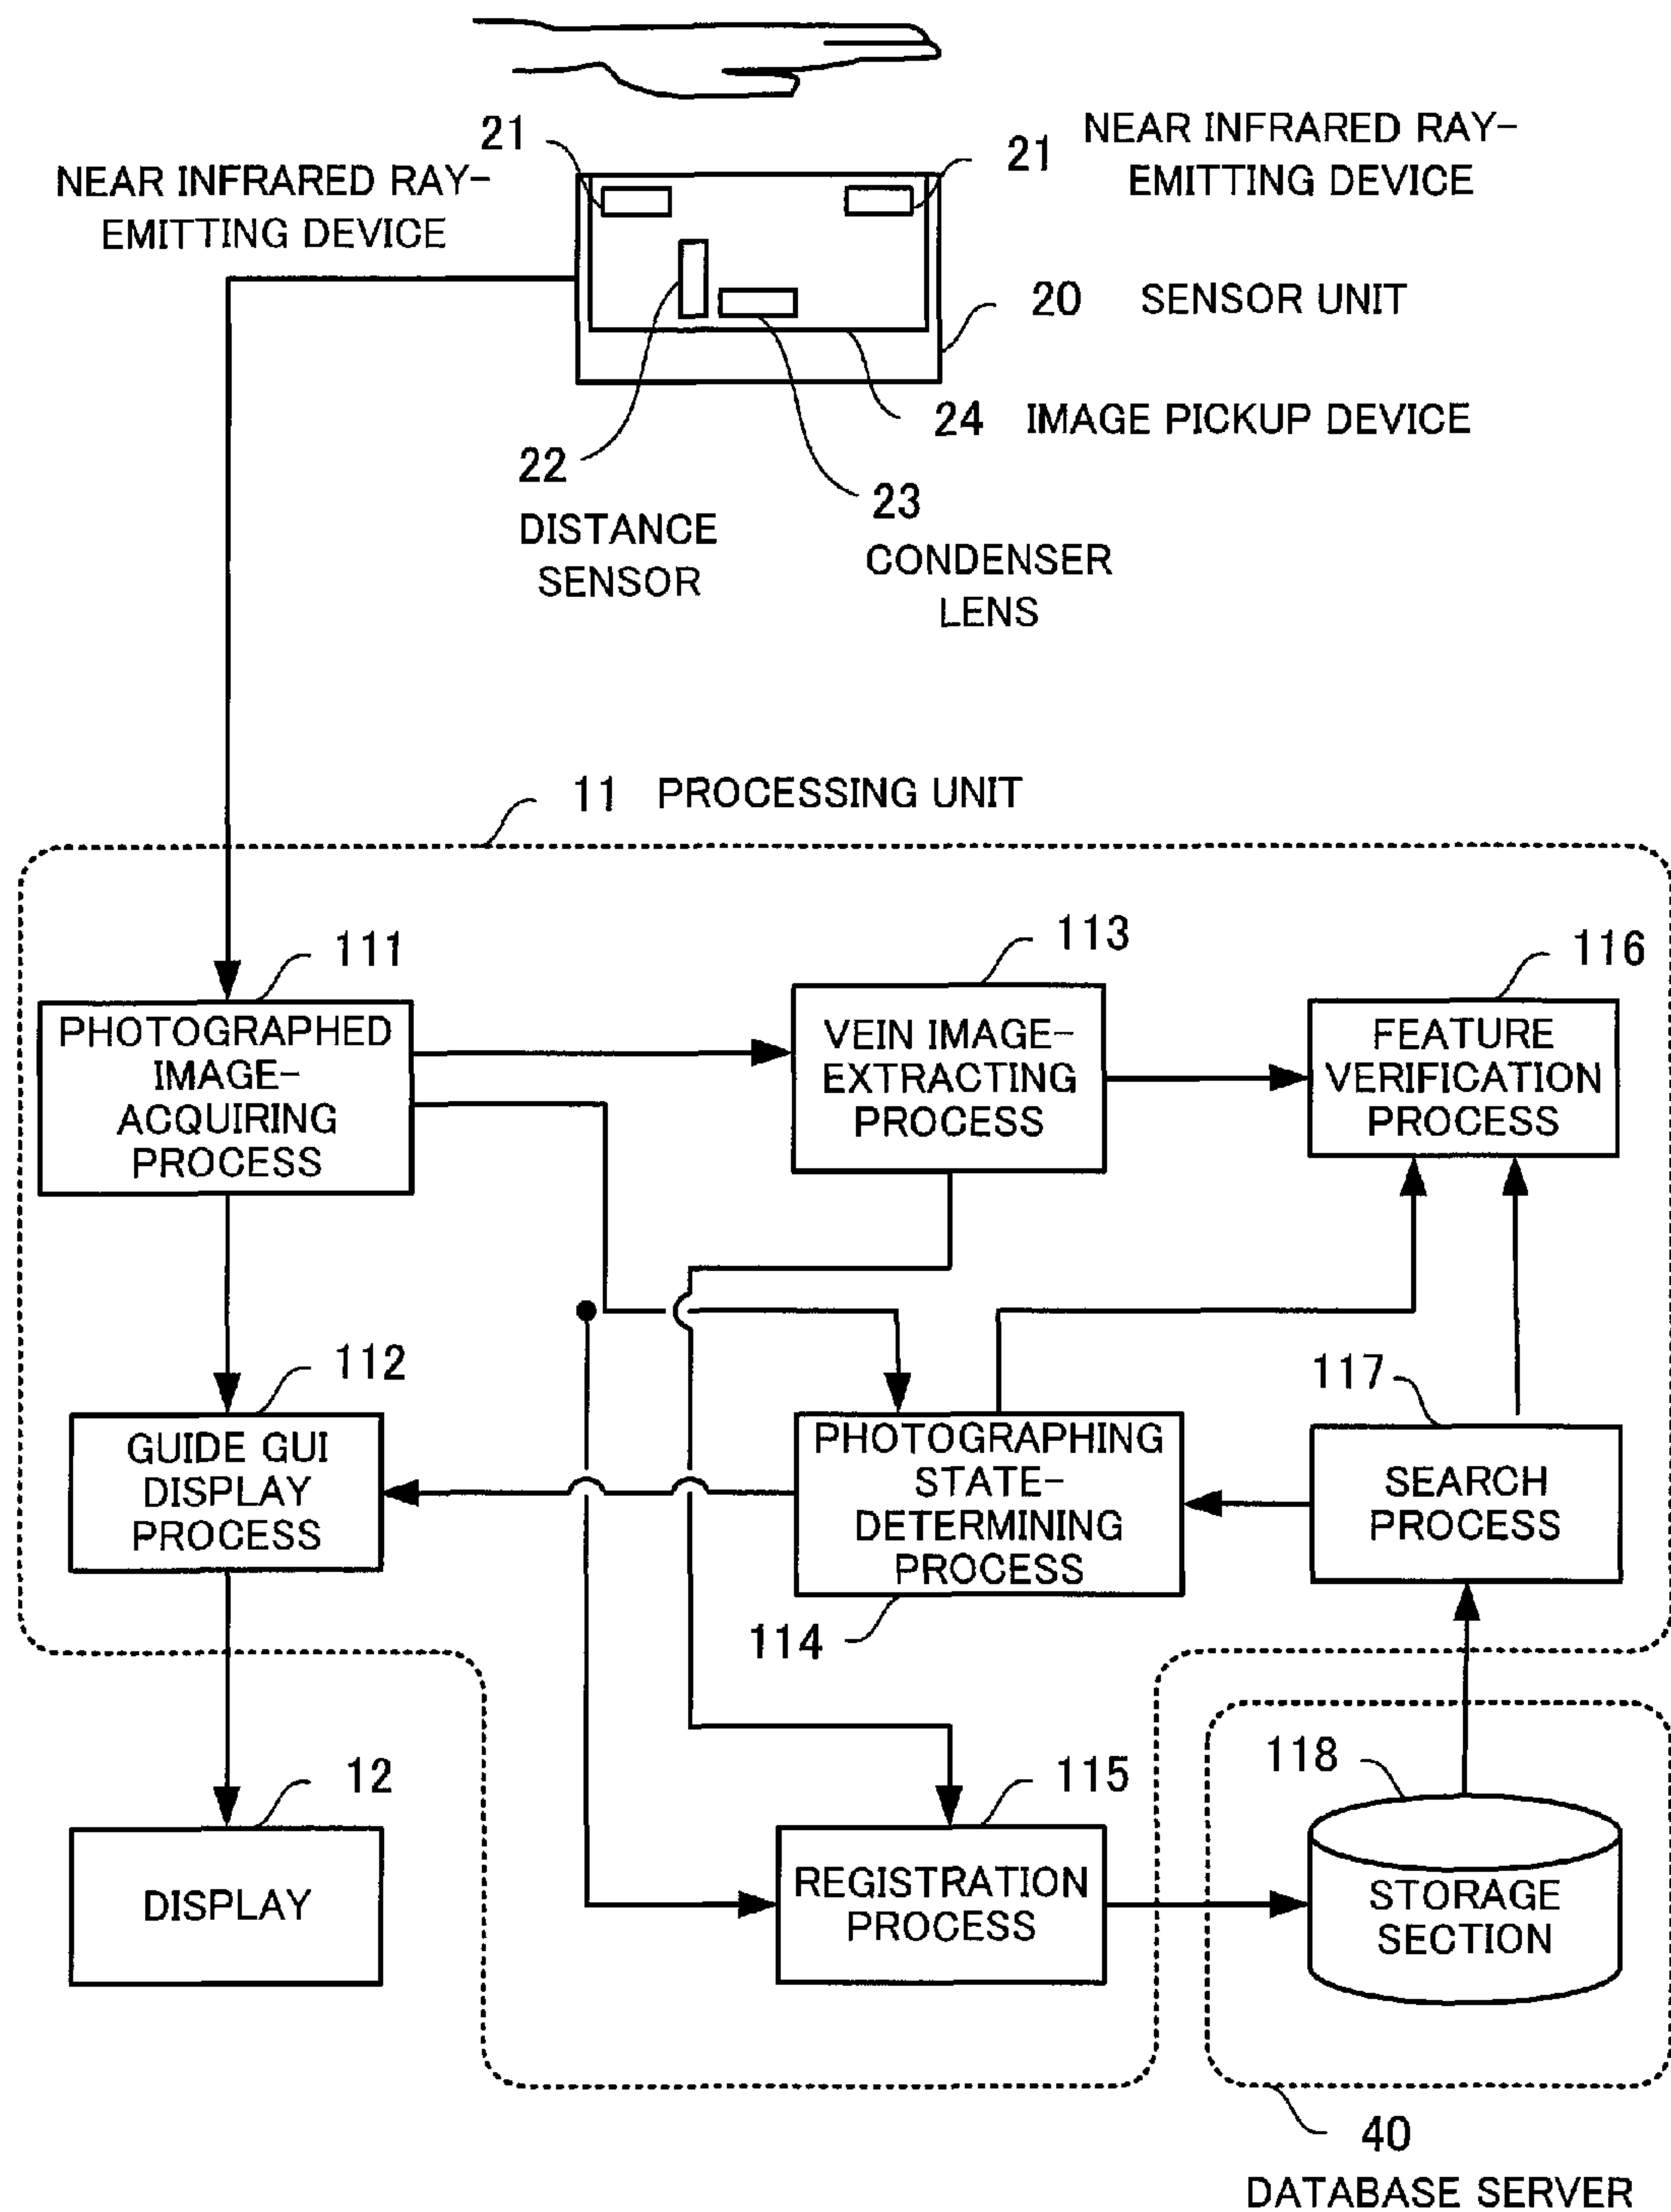 21
NEAR INFRARED RAY-
EMITTING DEVICE
21
NEAR INFRARED RAY-
EMITTING DEVICE
20 SENSOR UNIT
24 IMAGE PICKUP DEVICE
22
DISTANCE
SENSOR
23
CONDENSER
LENS
11 PROCESSING UNIT
111
PHOTOGRAPHED
IMAGE-
ACQUIRING
PROCESS
113
VEIN IMAGE-
EXTRACTING
PROCESS
116
FEATURE
VERIFICATION
PROCESS
112
GUIDE GUI
DISPLAY
PROCESS
PHOTOGRAPHING
STATE-
DETERMINING
PROCESS
114
117
SEARCH
PROCESS
12
DISPLAY
115
REGISTRATION
PROCESS
118
STORAGE
SECTION
40
DATABASE SERVER